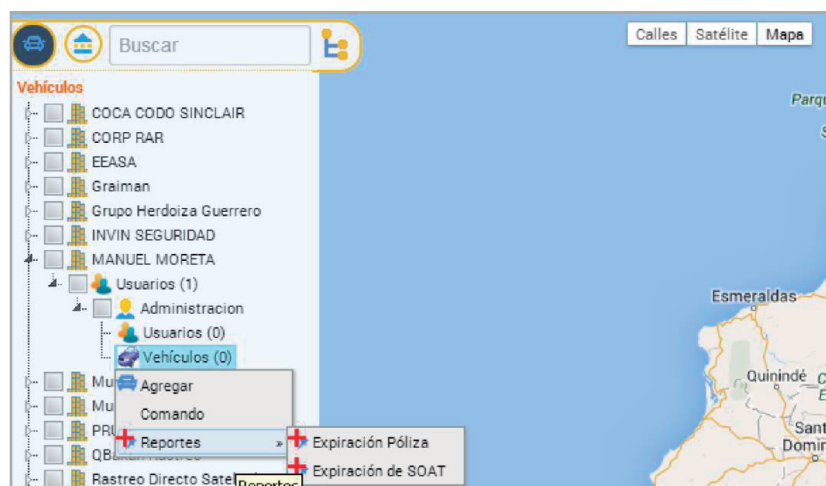 Buscar
Calles Satélite Mapa
Vehículos
COCA CODO SINCLAIR
CORP RAR
EEASA
Graiman
Grupo Herdoiza Guerrero
INVIN SEGURIDAD
MANUEL MORETA
Usuarios (1)
Administracion
Usuarios (0)
Vehículos (0)
Agregar
Comando
Reportes »
Expiración Póliza
Expiración de SOAT
Rastreo Directo
Reportes
Esmeraldas
Quinindé